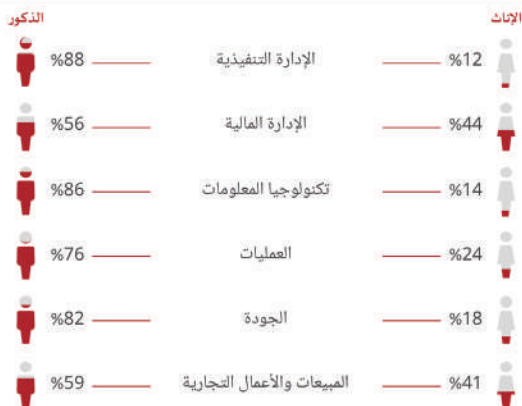 الإناث الذكور
%12 الإدارة التنفيذية %88
%44 الإدارة المالية %56
%14 تكنولوجيا المعلومات %86
%24 العمليات %76
%18 الجودة %82
%41 المبيعات والأعمال التجارية %59